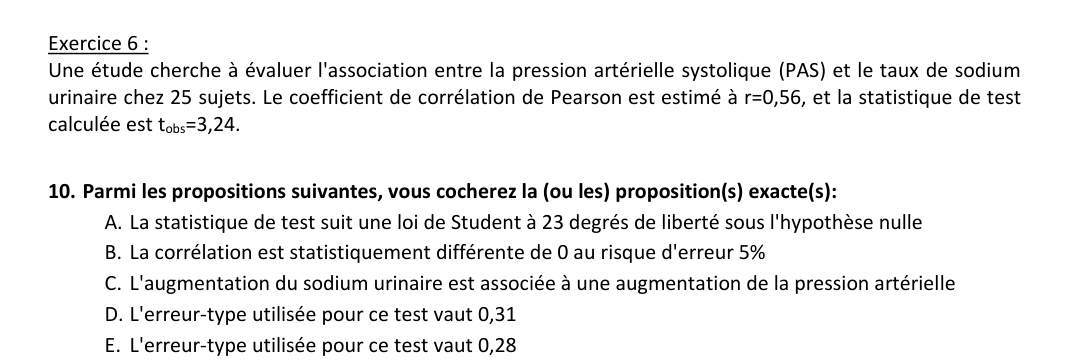 Exercice 6 :
Une étude cherche à évaluer l'association entre la pression artérielle systolique (PAS) et le taux de sodium
urinaire chez 25 sujets. Le coefficient de corrélation de Pearson est estimé à r=0,56, et la statistique de test
calculée est tobs=3,24.
10. Parmi les propositions suivantes, vous cocherez la (ou les) proposition(s) exacte(s):
A. La statistique de test suit une loi de Student à 23 degrés de liberté sous l'hypothèse nulle
B. La corrélation est statistiquement différente de 0 au risque d'erreur 5%
C. L'augmentation du sodium urinaire est associée à une augmentation de la pression artérielle
D. L'erreur-type utilisée pour ce test vaut 0,31
E. L'erreur-type utilisée pour ce test vaut 0,28